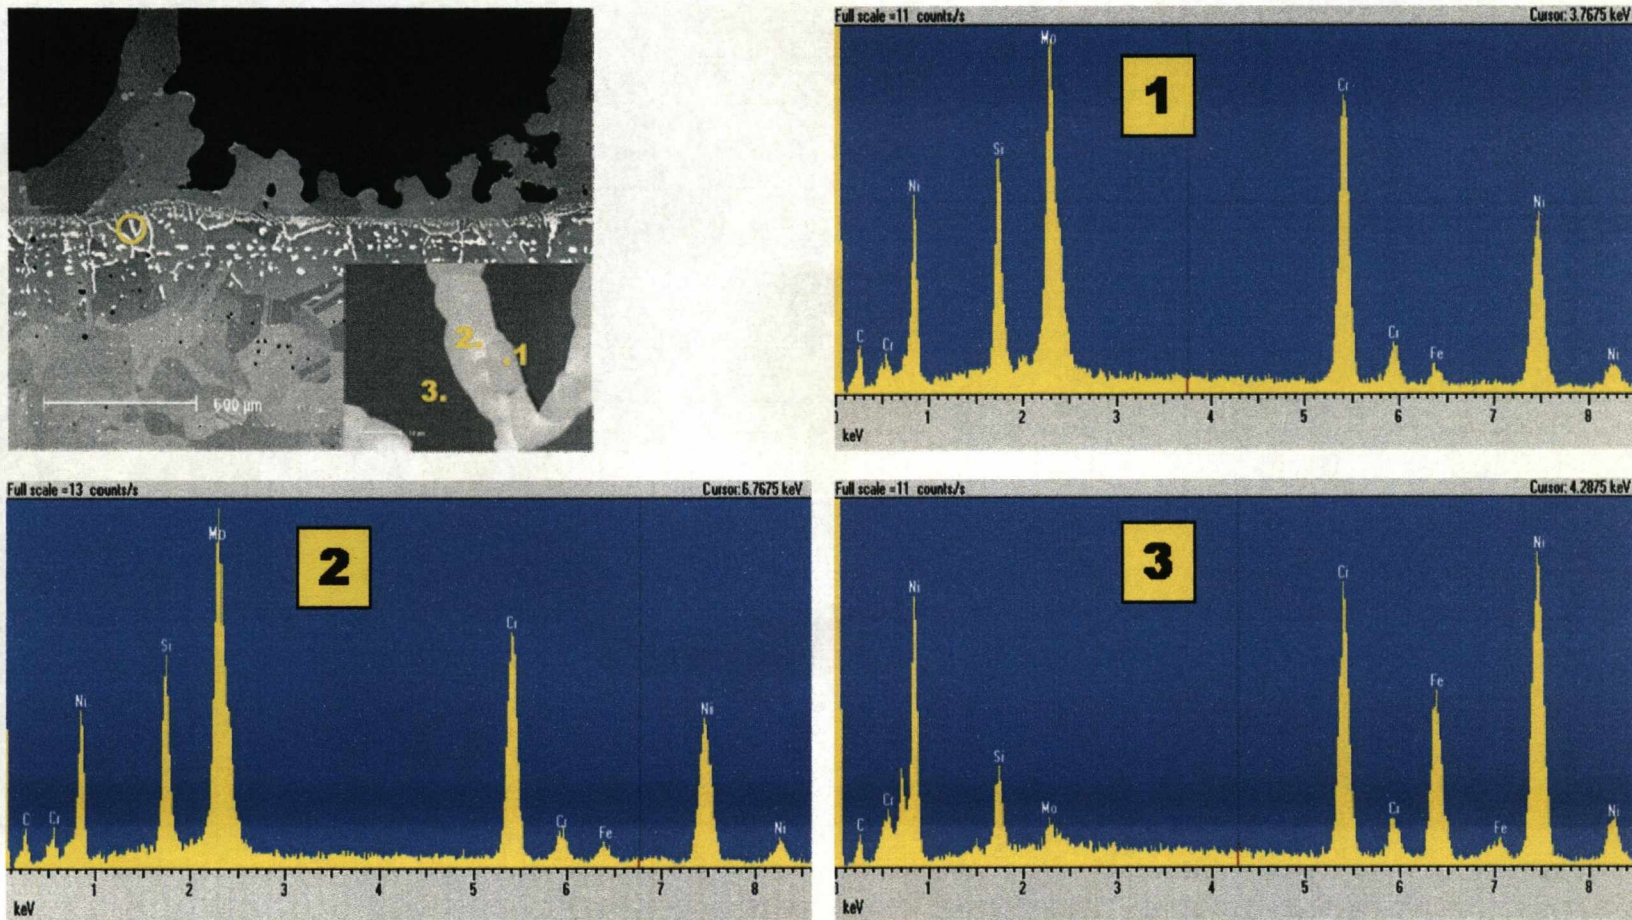 600 µm
2.
.1
3.
Full scale =11 counts/s Cursor: 3.7675 keV
1
Mo
Cr
Si
Ni
Ni
C
Cr
Cr
Fe
Ni
1 2 3 4 5 6 7 8
keV
Full scale =13 counts/s Cursor: 6.7675 keV
2
Mo
Cr
Si
Ni
Ni
C
Cr
Cr
Fe
Ni
1 2 3 4 5 6 7 8
keV
Full scale =11 counts/s Cursor: 4.2875 keV
3
Ni
Cr
Ni
Fe
Si
Cr
Mo
Cr
Ni
C
Fe
1 2 3 4 5 6 7 8
keV